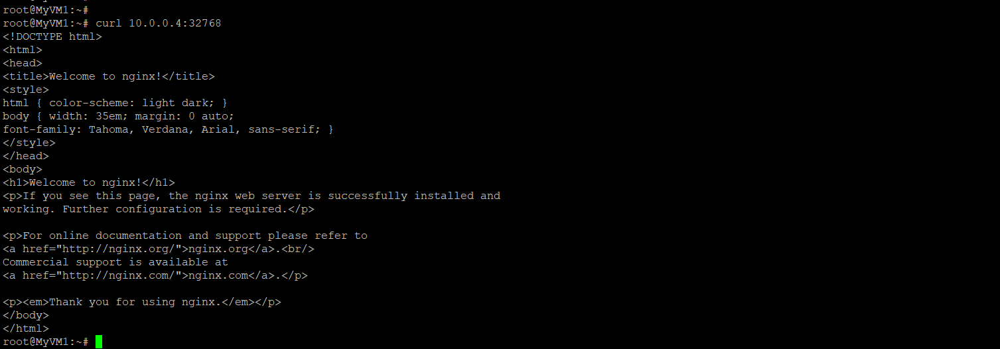 root@MyVM1:~#
root@MyVM1:~# curl 10.0.0.4:32768
<!DOCTYPE html>
<html>
<head>
<title>Welcome to nginx!</title>
<style>
html { color-scheme: light dark; }
body { width: 35em; margin: 0 auto;
font-family: Tahoma, Verdana, Arial, sans-serif; }
</style>
</head>
<body>
<h1>Welcome to nginx!</h1>
<p>If you see this page, the nginx web server is successfully installed and
working. Further configuration is required.</p>

<p>For online documentation and support please refer to
<a href="http://nginx.org/">nginx.org</a>.<br/>
Commercial support is available at
<a href="http://nginx.com/">nginx.com</a>.</p>

<p><em>Thank you for using nginx.</em></p>
</body>
</html>
root@MyVM1:~#